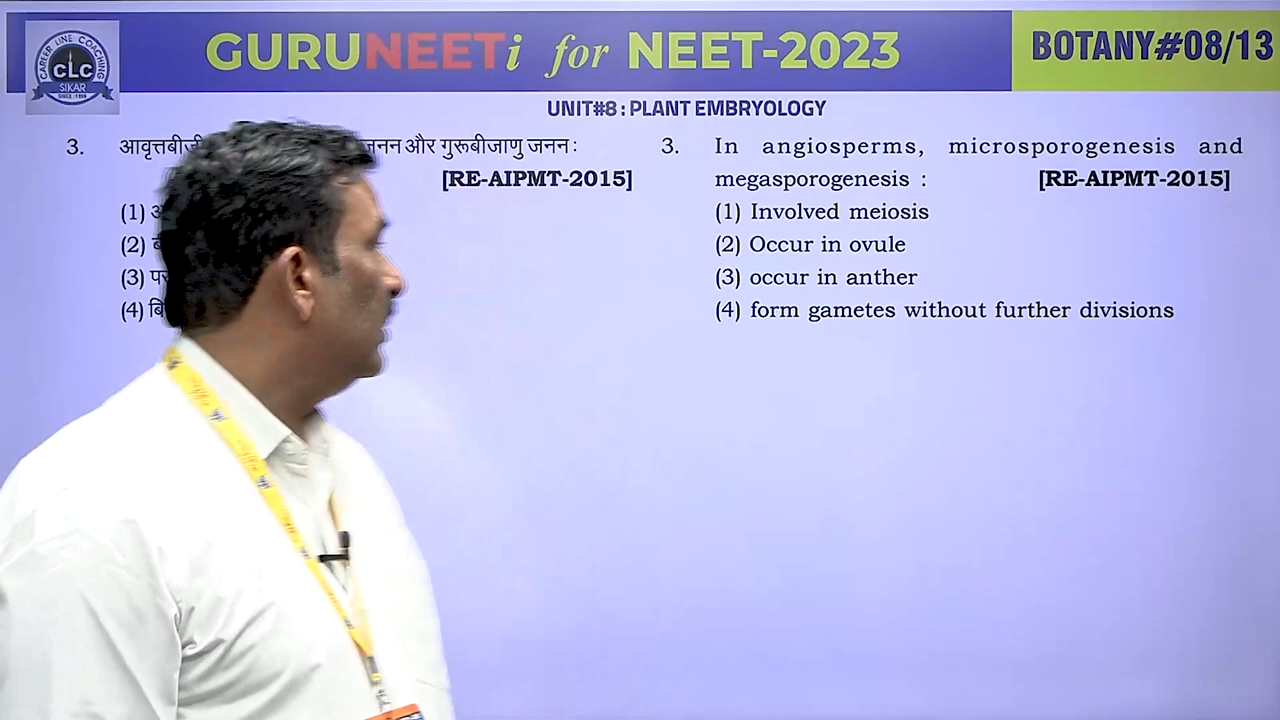 GURUNEETi for NEET-2023
BOTANY#08/13
CAREER LINE COACHING
CLC
SIKAR
SINCE : 1996
UNIT#8 : PLANT EMBRYOLOGY
3.
जनन और गुरूबीजाणु जनन :
[RE-AIPMT-2015]
(1)
(2)
(3)
(4)
3. In angiosperms, microsporogenesis and
megasporogenesis : [RE-AIPMT-2015]
(1) Involved meiosis
(2) Occur in ovule
(3) occur in anther
(4) form gametes without further divisions